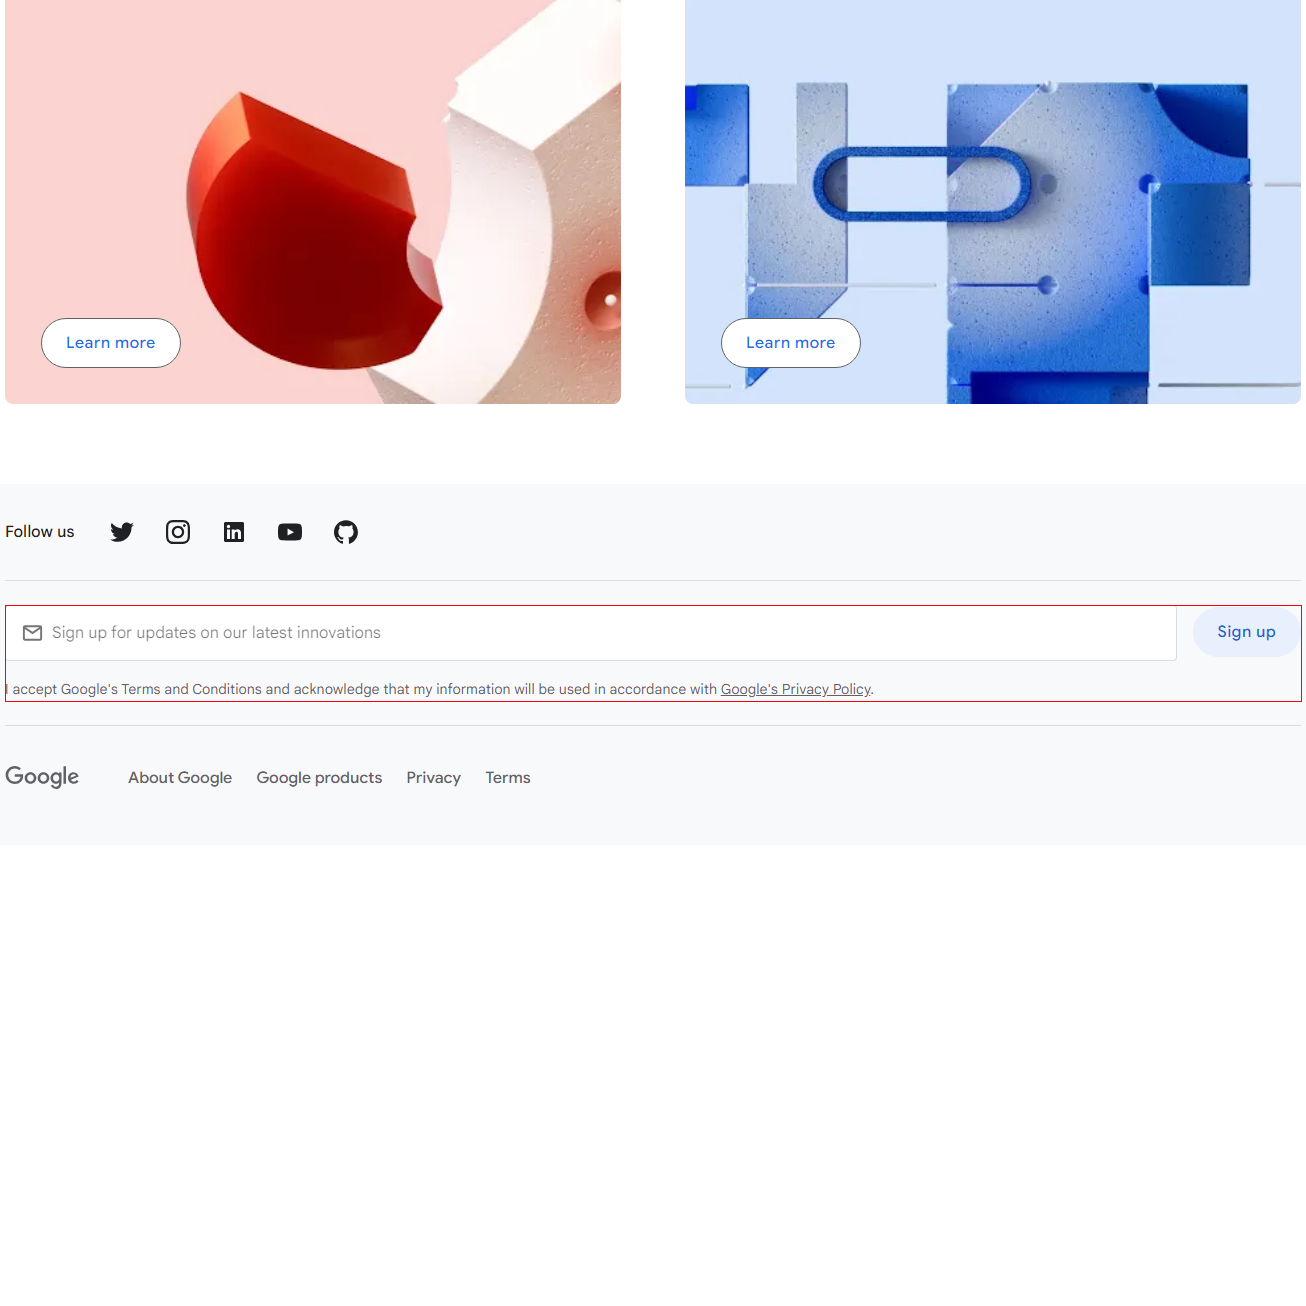 Learn more
Learn more
Follow us
Sign up for updates on our latest innovations
Sign up
I accept Google's Terms and Conditions and acknowledge that my information will be used in accordance with Google's Privacy Policy.
Google
About Google
Google products
Privacy
Terms